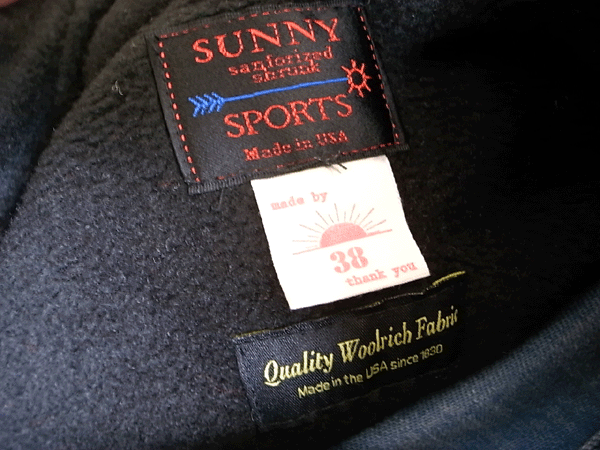 SUNNY
sanforized
shrunk
SPORTS
Made in USA
made by
38
thank you
Quality Woolrich Fabric
Made in the USA since 1830